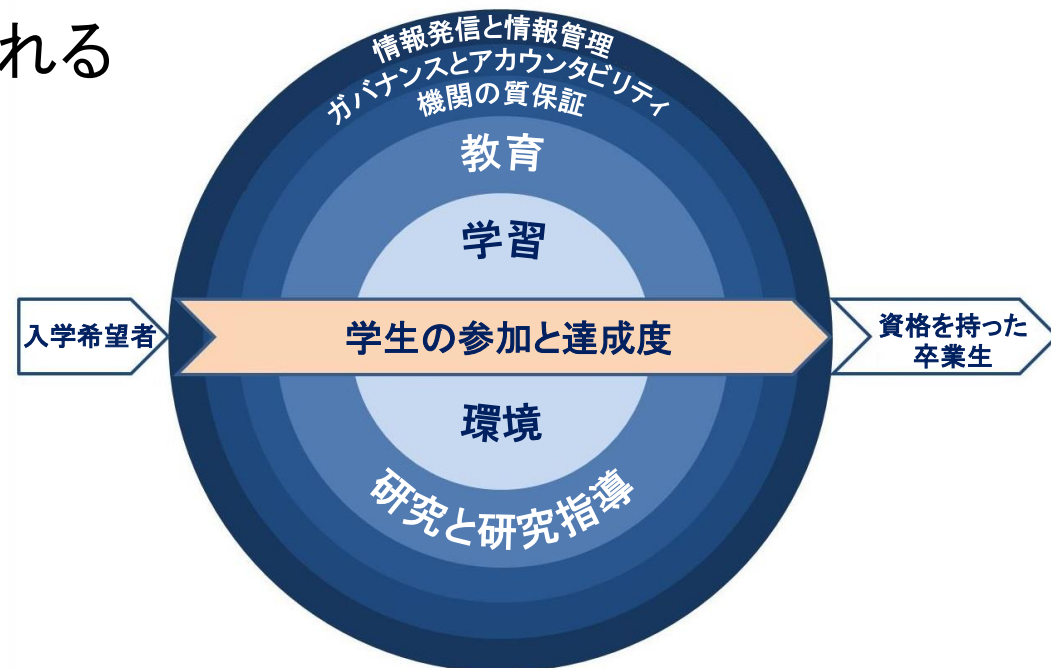 れる
情報発信と情報管理
ガバナンスとアカウンタビリティ
機関の質保証
教育
学習
入学希望者
学生の参加と達成度
資格を持った
卒業生
環境
研究と研究指導